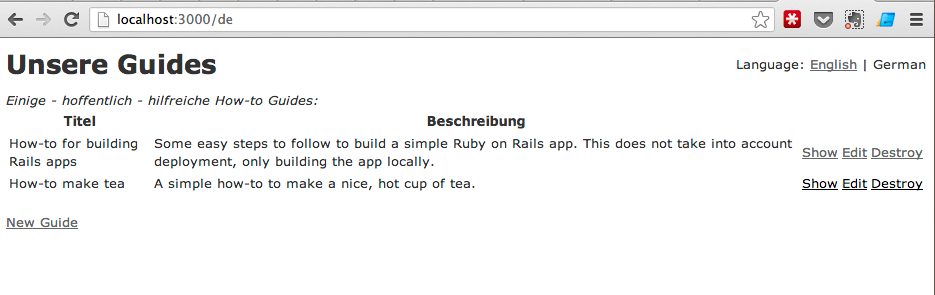 localhost:3000/de
Unsere Guides
Language: English | German
Einige - hoffentlich - hilfreiche How-to Guides:
Titel Beschreibung
How-to for building Some easy steps to follow to build a simple Ruby on Rails app. This does not take into account Show Edit Destroy
Rails apps deployment, only building the app locally.
How-to make tea A simple how-to to make a nice, hot cup of tea. Show Edit Destroy
New Guide